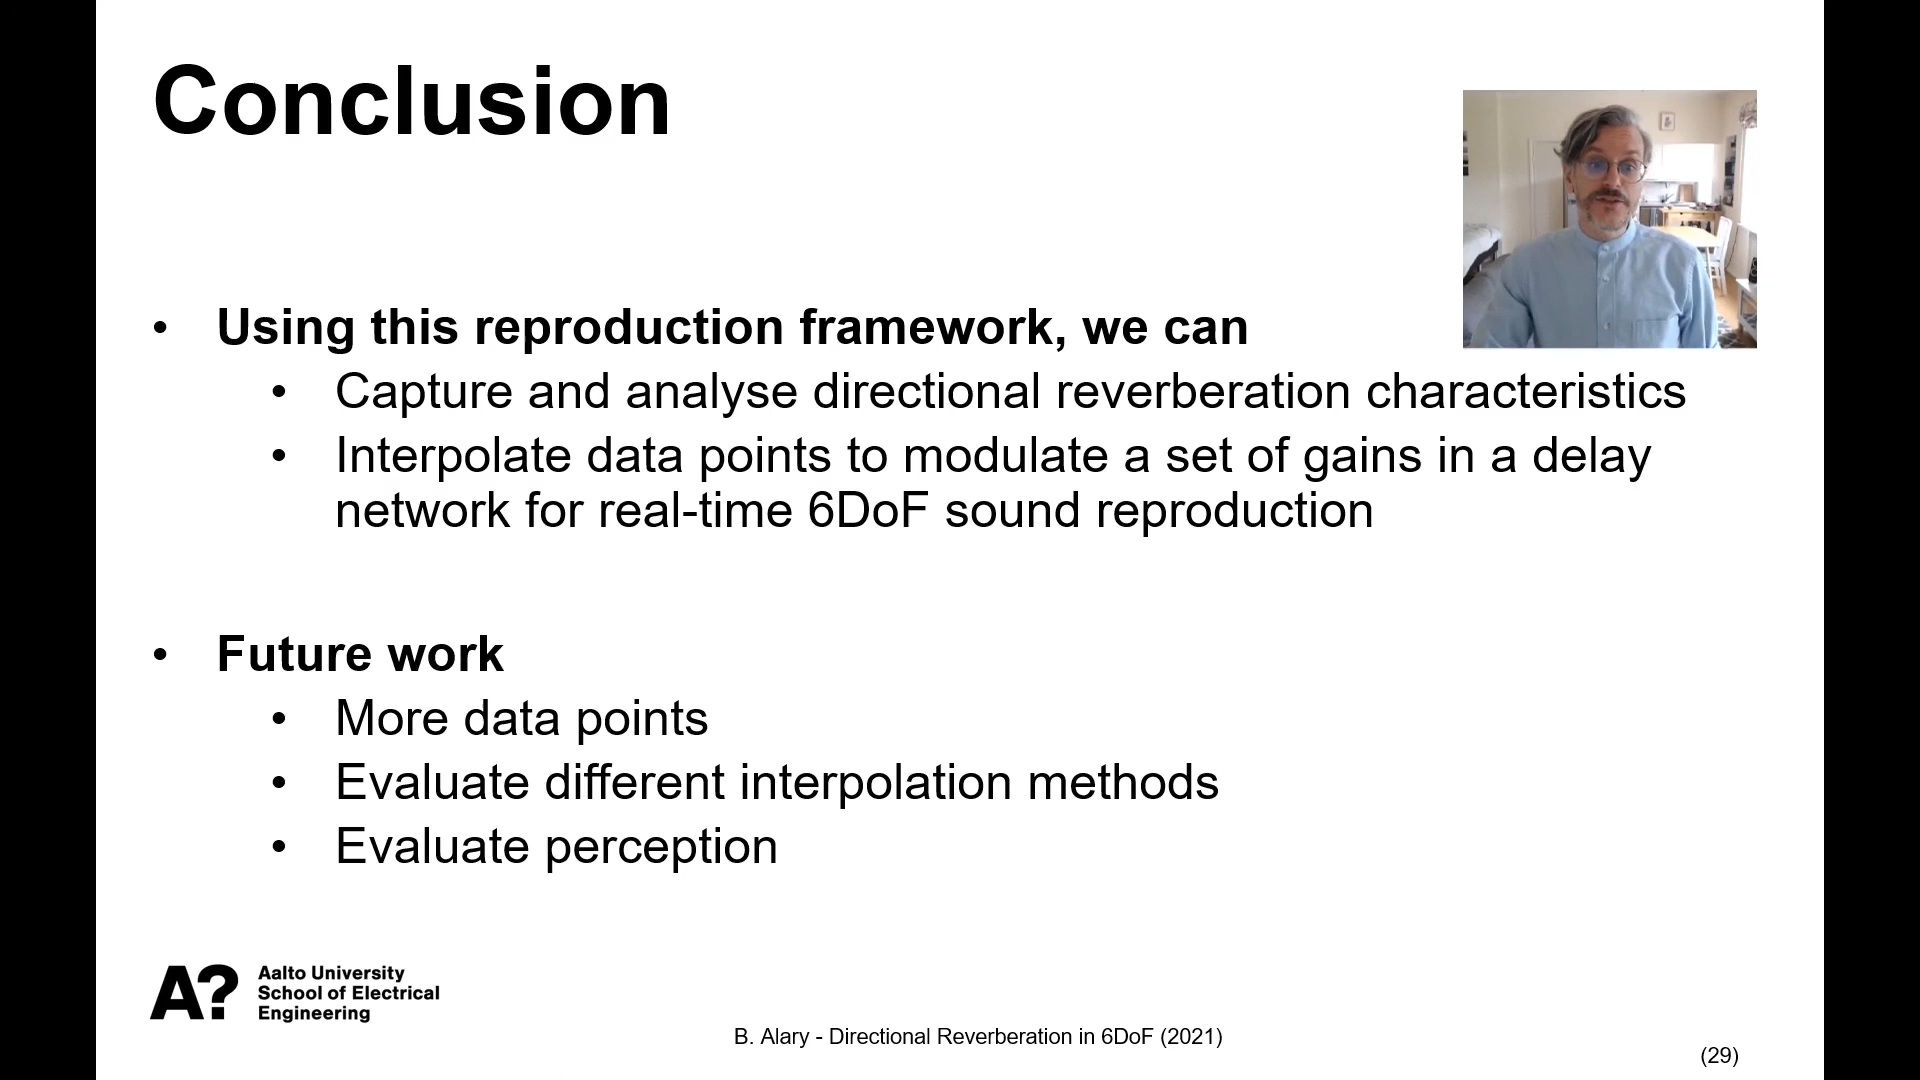 Conclusion
• Using this reproduction framework, we can
• Capture and analyse directional reverberation characteristics
• Interpolate data points to modulate a set of gains in a delay
network for real-time 6DoF sound reproduction
• Future work
• More data points
• Evaluate different interpolation methods
• Evaluate perception
A?
Aalto University
School of Electrical
Engineering
B. Alary - Directional Reverberation in 6DoF (2021)
(29)